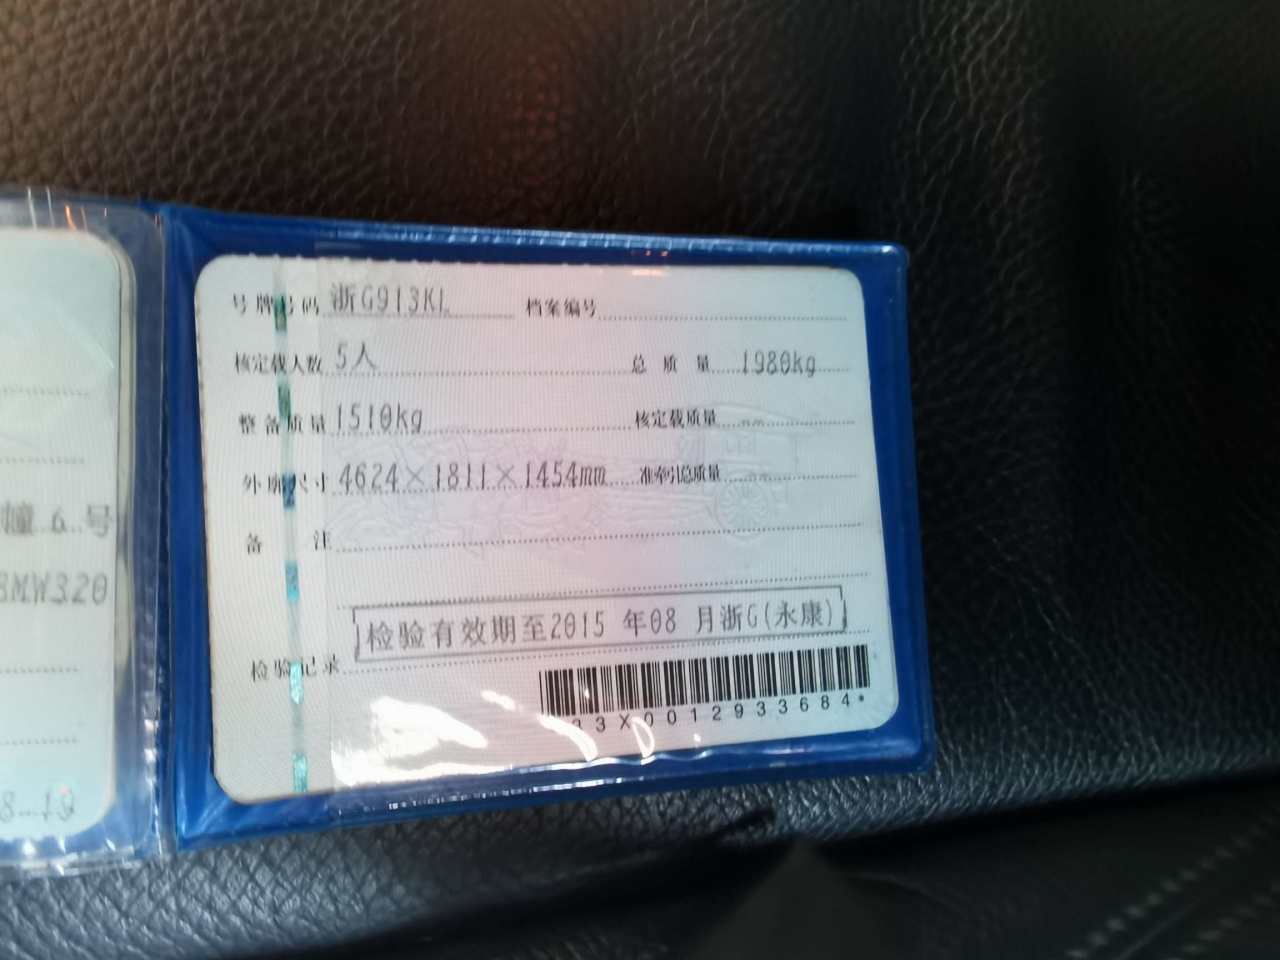 号牌号码 浙G913KL 档案编号
核定载人数 5人 总质量 1980kg
整备质量 1510kg 核定载质量 --
外廓尺寸 4624×1811×1454mm 准牵引总质量 --
备注
检验有效期至2015 年08 月浙G(永康)
检验记录
33X0012933684*
幢 6 号
8MW320
8-19